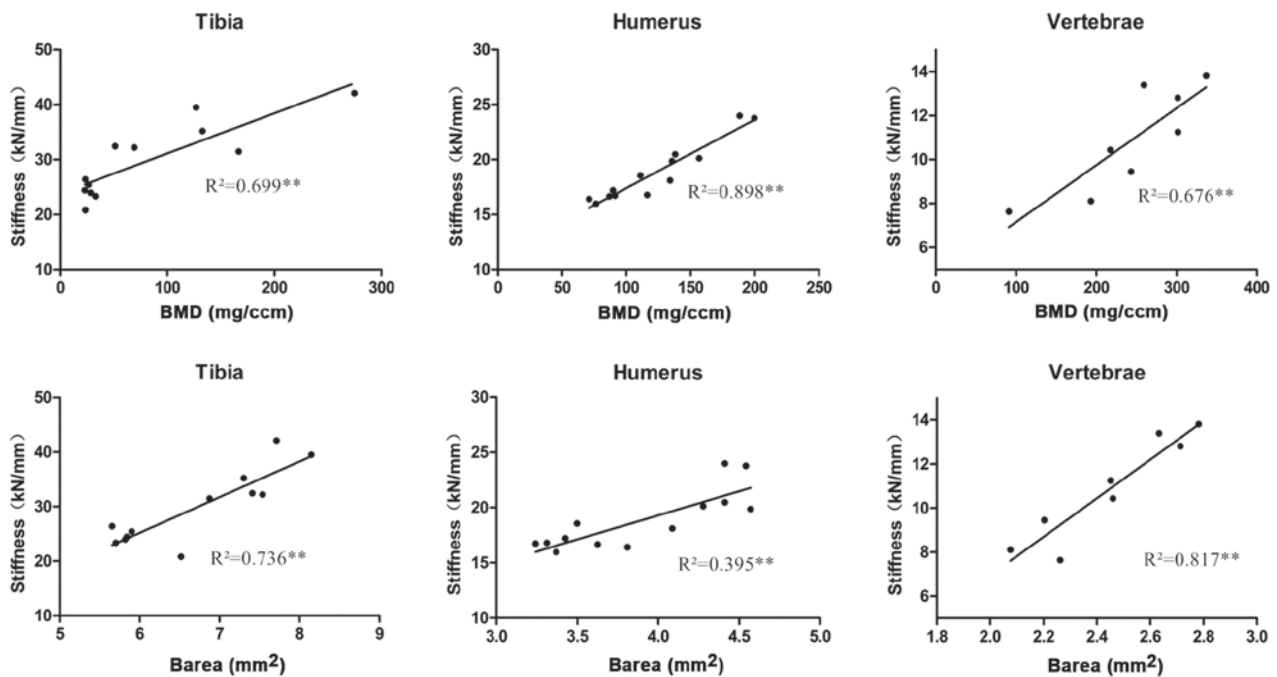 Tibia
Stiffness (kN/mm)
50
40
30
20
10
R²=0.699**
0
100
200
300
BMD (mg/ccm)
Humerus
Stiffness (kN/mm)
30
25
20
15
10
R²=0.898**
0
50
100
150
200
250
BMD (mg/ccm)
Vertebrae
Stiffness (kN/mm)
14
12
10
8
6
R²=0.676**
0
100
200
300
400
BMD (mg/ccm)
Tibia
Stiffness (kN/mm)
50
40
30
20
10
R²=0.736**
5
6
7
8
9
Barea (mm²)
Humerus
Stiffness (kN/mm)
30
25
20
15
10
R²=0.395**
3.0
3.5
4.0
4.5
5.0
Barea (mm²)
Vertebrae
Stiffness (kN/mm)
14
12
10
8
6
R²=0.817**
1.8
2.0
2.2
2.4
2.6
2.8
3.0
Barea (mm²)